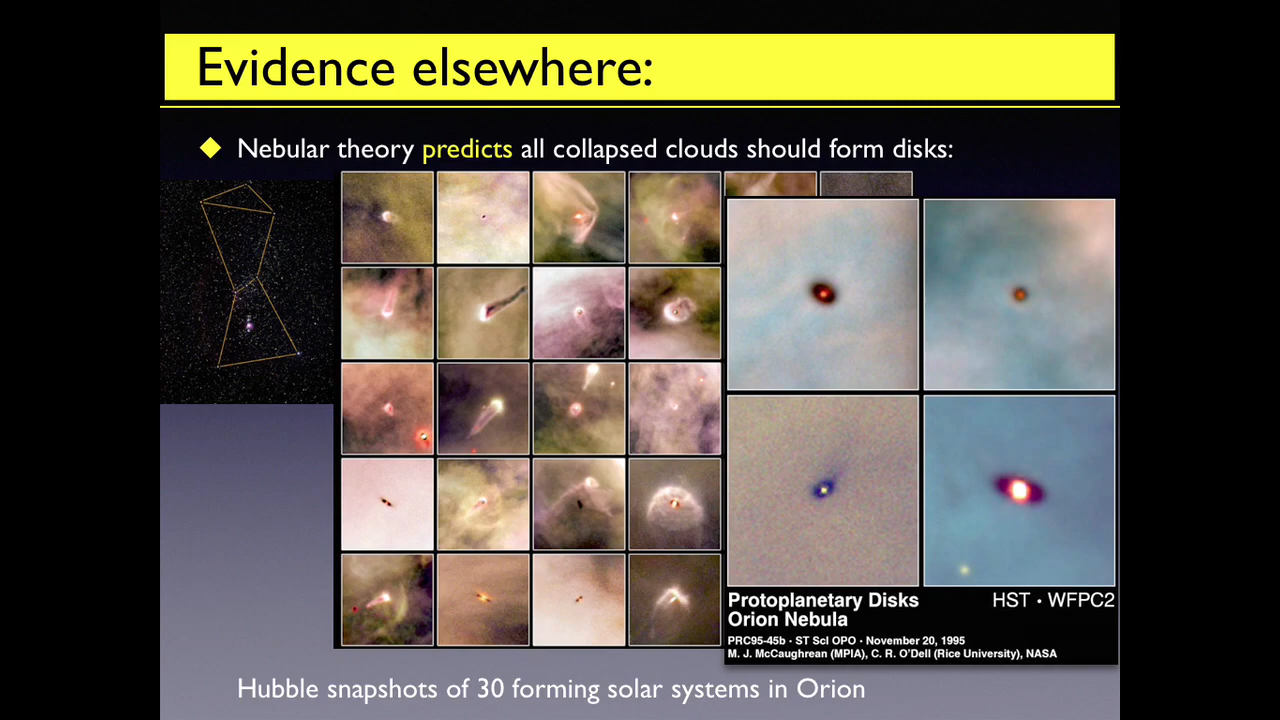 Evidence elsewhere:
Nebular theory predicts all collapsed clouds should form disks:
Protoplanetary Disks
Orion Nebula
HST • WFPC2
PRC95-45b • ST ScI OPO • November 20, 1995
M. J. McCaughrean (MPIA), C. R. O'Dell (Rice University), NASA
Hubble snapshots of 30 forming solar systems in Orion